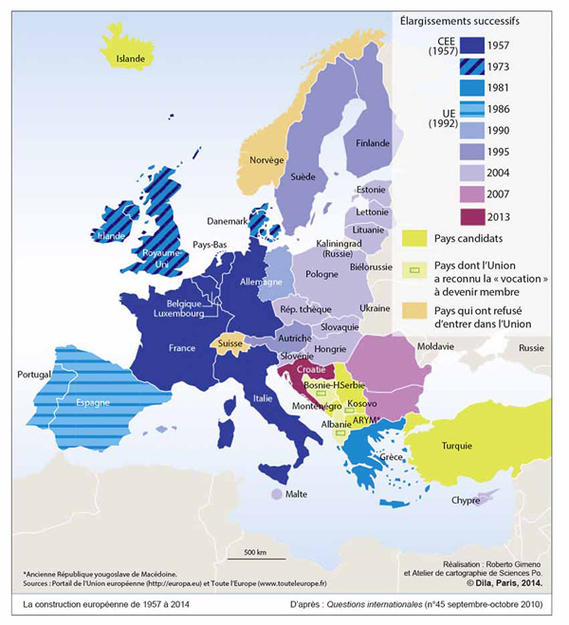 Élargissements successifs
CEE
(1957)
1957
1973
1981
UE
(1992)
1986
1990
1995
2004
2007
2013
Pays candidats
Pays dont l'Union
a reconnu la « vocation »
à devenir membre
Pays qui ont refusé
d'entrer dans l'Union
Islande
Norvège
Suède
Finlande
Estonie
Lettonie
Lituanie
Danemark
Irlande
Royaume-
Uni
Pays-Bas
Kaliningrad
(Russie)
Biélorussie
Allemagne
Pologne
Belgique
Luxembourg
Ukraine
Rép. tchèque
Slovaquie
France
Suisse
Autriche
Hongrie
Moldavie
Russie
Slovénie
Croatie
Portugal
Espagne
Italie
Bosnie-H
Serbie
Monténégro
Kosovo
Albanie
ARYM*
Grèce
Turquie
Malte
Chypre
500 km
*Ancienne République yougoslave de Macédoine.
Sources : Portail de l'Union européenne (http://europa.eu) et Toute l'Europe (www.touteleurope.fr)
Réalisation : Roberto Gimeno
et Atelier de cartographie de Sciences Po.
© Dila, Paris, 2014.
La construction européenne de 1957 à 2014
D'après : Questions internationales (n°45 septembre-octobre 2010)